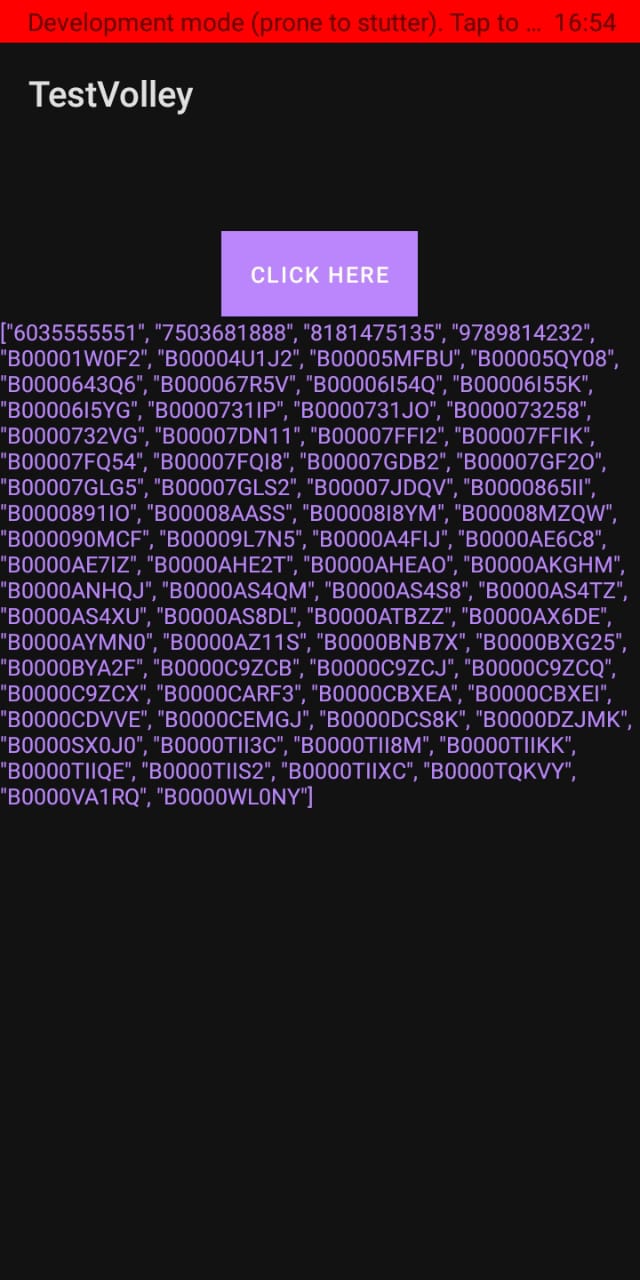 Development mode (prone to stutter). Tap to ... 16:54
TestVolley
CLICK HERE
["6035555551", "7503681888", "8181475135", "9789814232",
"B00001W0F2", "B00004U1J2", "B00005MFBU", "B00005QY08",
"B0000643Q6", "B000067R5V", "B00006I54Q", "B00006I55K",
"B00006I5YG", "B0000731IP", "B0000731JO", "B000073258",
"B0000732VG", "B00007DN11", "B00007FFI2", "B00007FFIK",
"B00007FQ54", "B00007FQI8", "B00007GDB2", "B00007GF2O",
"B00007GLG5", "B00007GLS2", "B00007JDQV", "B0000865II",
"B0000891IO", "B00008AASS", "B00008I8YM", "B00008MZQW",
"B000090MCF", "B00009L7N5", "B0000A4FIJ", "B0000AE6C8",
"B0000AE7IZ", "B0000AHE2T", "B0000AHEAO", "B0000AKGHM",
"B0000ANHQJ", "B0000AS4QM", "B0000AS4S8", "B0000AS4TZ",
"B0000AS4XU", "B0000AS8DL", "B0000ATBZZ", "B0000AX6DE",
"B0000AYMN0", "B0000AZ11S", "B0000BNB7X", "B0000BXG25",
"B0000BYA2F", "B0000C9ZCB", "B0000C9ZCJ", "B0000C9ZCQ",
"B0000C9ZCX", "B0000CARF3", "B0000CBXEA", "B0000CBXEI",
"B0000CDVVE", "B0000CEMGJ", "B0000DCS8K", "B0000DZJMK",
"B0000SX0J0", "B0000TII3C", "B0000TII8M", "B0000TIIKK",
"B0000TIIQE", "B0000TIIS2", "B0000TIIXC", "B0000TQKVY",
"B0000VA1RQ", "B0000WL0NY"]